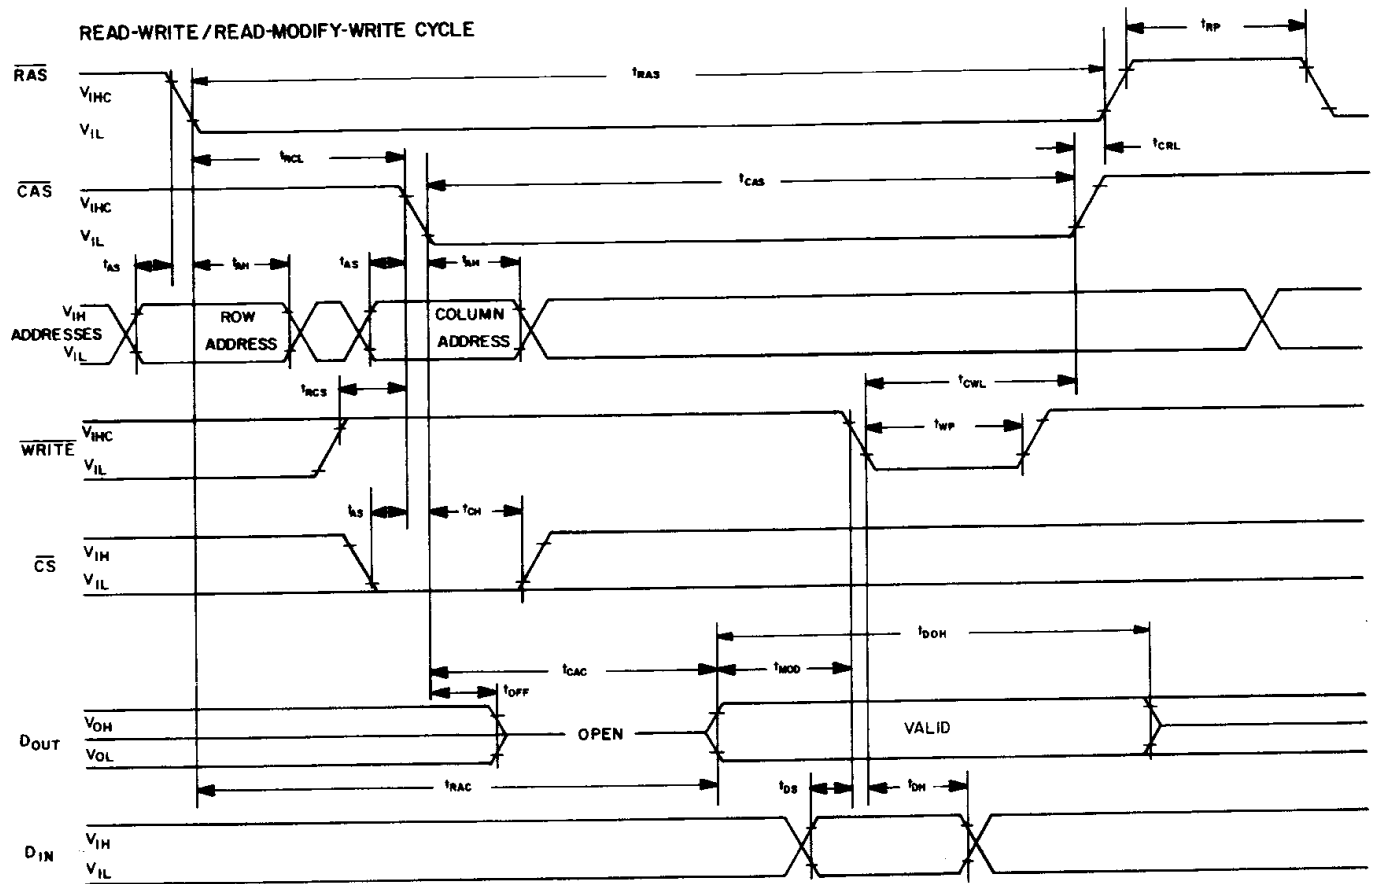 READ-WRITE/READ-MODIFY-WRITE CYCLE
tRP
RAS
tRAS
VIHC
VIL
tRCL
tCRL
CAS
tCAS
VIHC
VIL
tAS
tAH
tAS
tAH
VIH
ROW
COLUMN
ADDRESSES
ADDRESS
ADDRESS
VIL
tRCS
tCWL
VIHC
tWP
WRITE
VIL
tAS
tCH
VIH
CS
VIL
tDOH
tCAC
tMOD
tOFF
VOH
DOUT
OPEN
VALID
VOL
tRAC
tDS
tDH
VIH
DIN
VIL